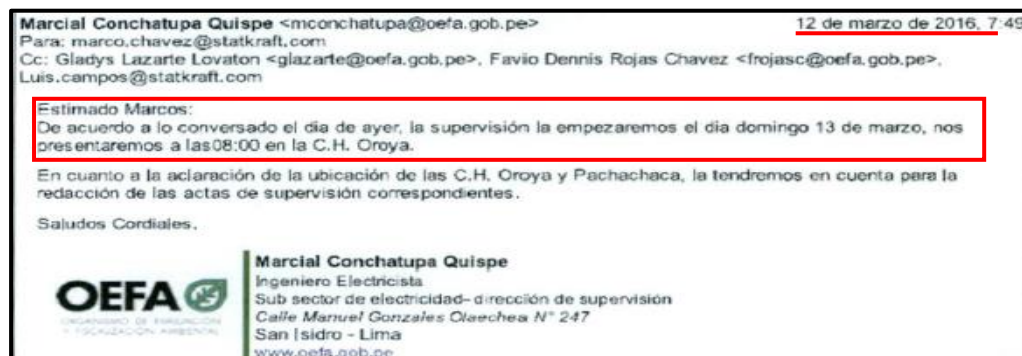 Marcial Conchatupa Quispe <mconchatupa@oefa.gob.pe> 12 de marzo de 2016, 7:49
Para: marco.chavez@statkraft.com
Cc: Gladys Lazarte Lovaton <glazarte@oefa.gob.pe>, Favio Dennis Rojas Chavez <frojasc@oefa.gob.pe>,
Luis.campos@statkraft.com
Estimado Marcos:
De acuerdo a lo conversado el dia de ayer, la supervisión la empezaremos el dia domingo 13 de marzo, nos
presentaremos a las08:00 en la C.H. Oroya.
En cuanto a la aclaración de la ubicación de las C.H. Oroya y Pachachaca, la tendremos en cuenta para la
redacción de las actas de supervisión correspondientes.
Saludos Cordiales,
Marcial Conchatupa Quispe
Ingeniero Electricista
Sub sector de electricidad– dirección de supervisión
Calle Manuel Gonzales Olaechea N° 247
San Isidro - Lima
www.oefa.gob.pe
OEFA
ORGANISMO DE EVALUACIÓN
Y FISCALIZACIÓN AMBIENTAL